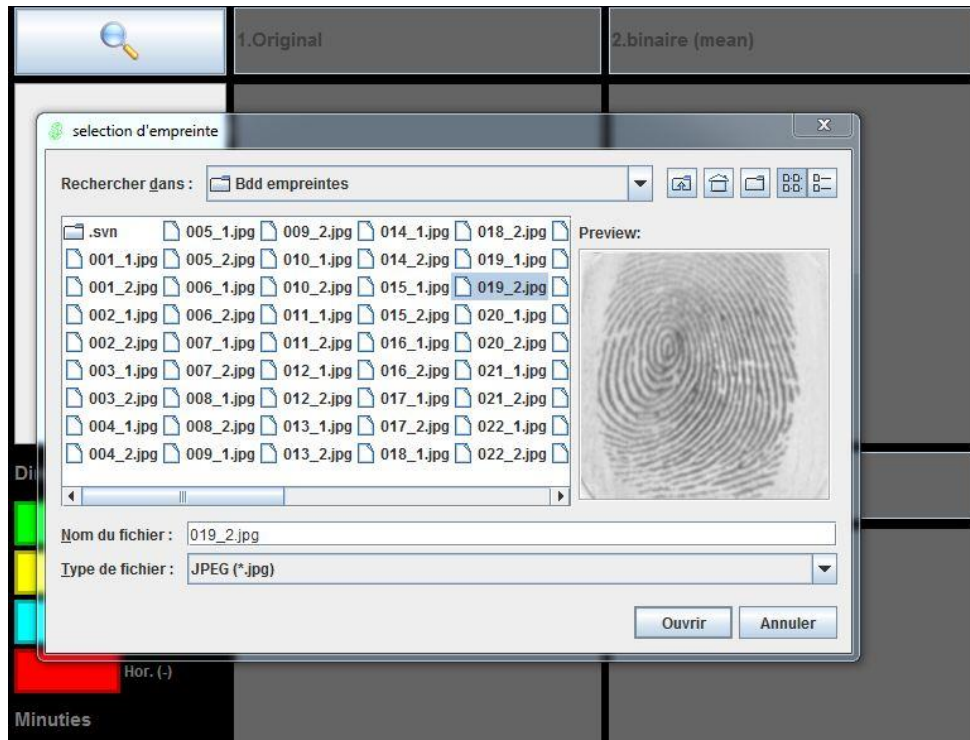 1.Original
2.binaire (mean)
selection d'empreinte
Rechercher dans :
Bdd empreintes
.svn 005_1.jpg 009_2.jpg 014_1.jpg 018_2.jpg
001_1.jpg 005_2.jpg 010_1.jpg 014_2.jpg 019_1.jpg
001_2.jpg 006_1.jpg 010_2.jpg 015_1.jpg 019_2.jpg
002_1.jpg 006_2.jpg 011_1.jpg 015_2.jpg 020_1.jpg
002_2.jpg 007_1.jpg 011_2.jpg 016_1.jpg 020_2.jpg
003_1.jpg 007_2.jpg 012_1.jpg 016_2.jpg 021_1.jpg
003_2.jpg 008_1.jpg 012_2.jpg 017_1.jpg 021_2.jpg
004_1.jpg 008_2.jpg 013_1.jpg 017_2.jpg 022_1.jpg
004_2.jpg 009_1.jpg 013_2.jpg 018_1.jpg 022_2.jpg
Preview:
Nom du fichier : 019_2.jpg
Type de fichier : JPEG (*.jpg)
Ouvrir
Annuler
Hor. (-)
Minuties